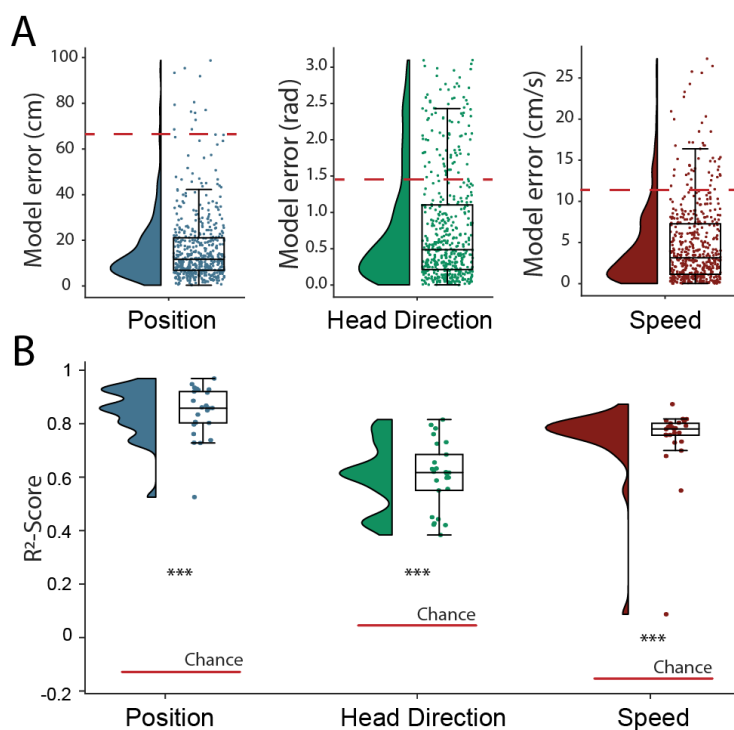 A
Model error (cm)
100
80
60
40
20
0
Position
Model error (rad)
3.0
2.5
2.0
1.5
1.0
0.5
0.0
Head Direction
Model error (cm/s)
25
20
15
10
5
0
Speed
B
R²-Score
1
0.8
0.6
0.4
0.2
0
-0.2
***
Chance
Position
***
Chance
Head Direction
***
Chance
Speed